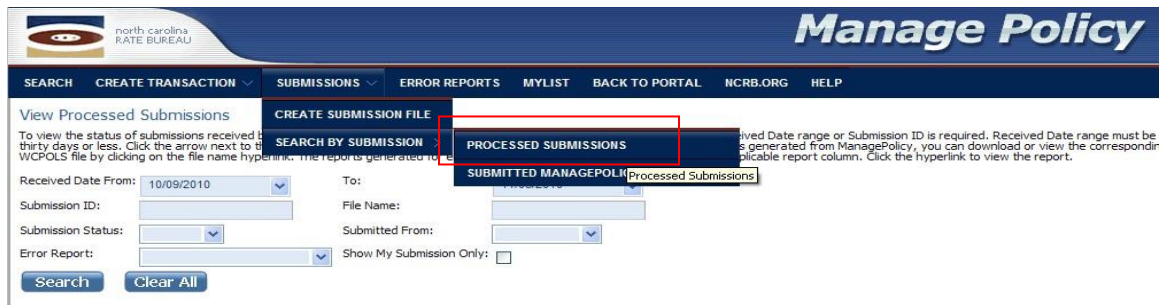 north carolina
RATE BUREAU
Manage Policy
SEARCH CREATE TRANSACTION SUBMISSIONS ERROR REPORTS MYLIST BACK TO PORTAL NCRB.ORG HELP
View Processed Submissions
CREATE SUBMISSION FILE
To view the status of submissions received
SEARCH BY SUBMISSION
PROCESSED SUBMISSIONS
Received Date range or Submission ID is required. Received Date range must be
thirty days or less. Click the arrow next to
generated from ManagePolicy, you can download or view the
WCPOLS file by clicking on the file name hyperlink. The reports generated for
report column. Click the hyperlink to view the report.
SUBMITTED
Processed Submissions
Received Date From: 10/09/2010 To:
Submission ID: File Name:
Submission Status: Submitted From:
Error Report: Show My Submission Only:
Search Clear All